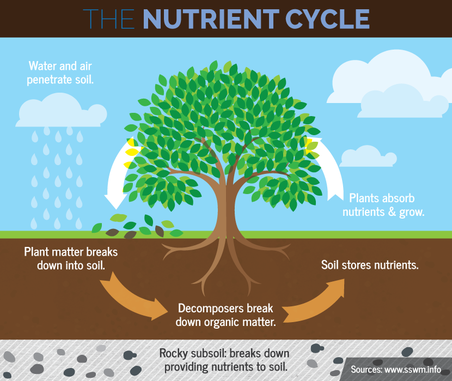 THE NUTRIENT CYCLE
Water and air
penetrate soil.
Plants absorb
nutrients & grow.
Plant matter breaks
down into soil.
Soil stores nutrients.
Decomposers break
down organic matter.
Rocky subsoil: breaks down
providing nutrients to soil.
Sources: www.sswm.info